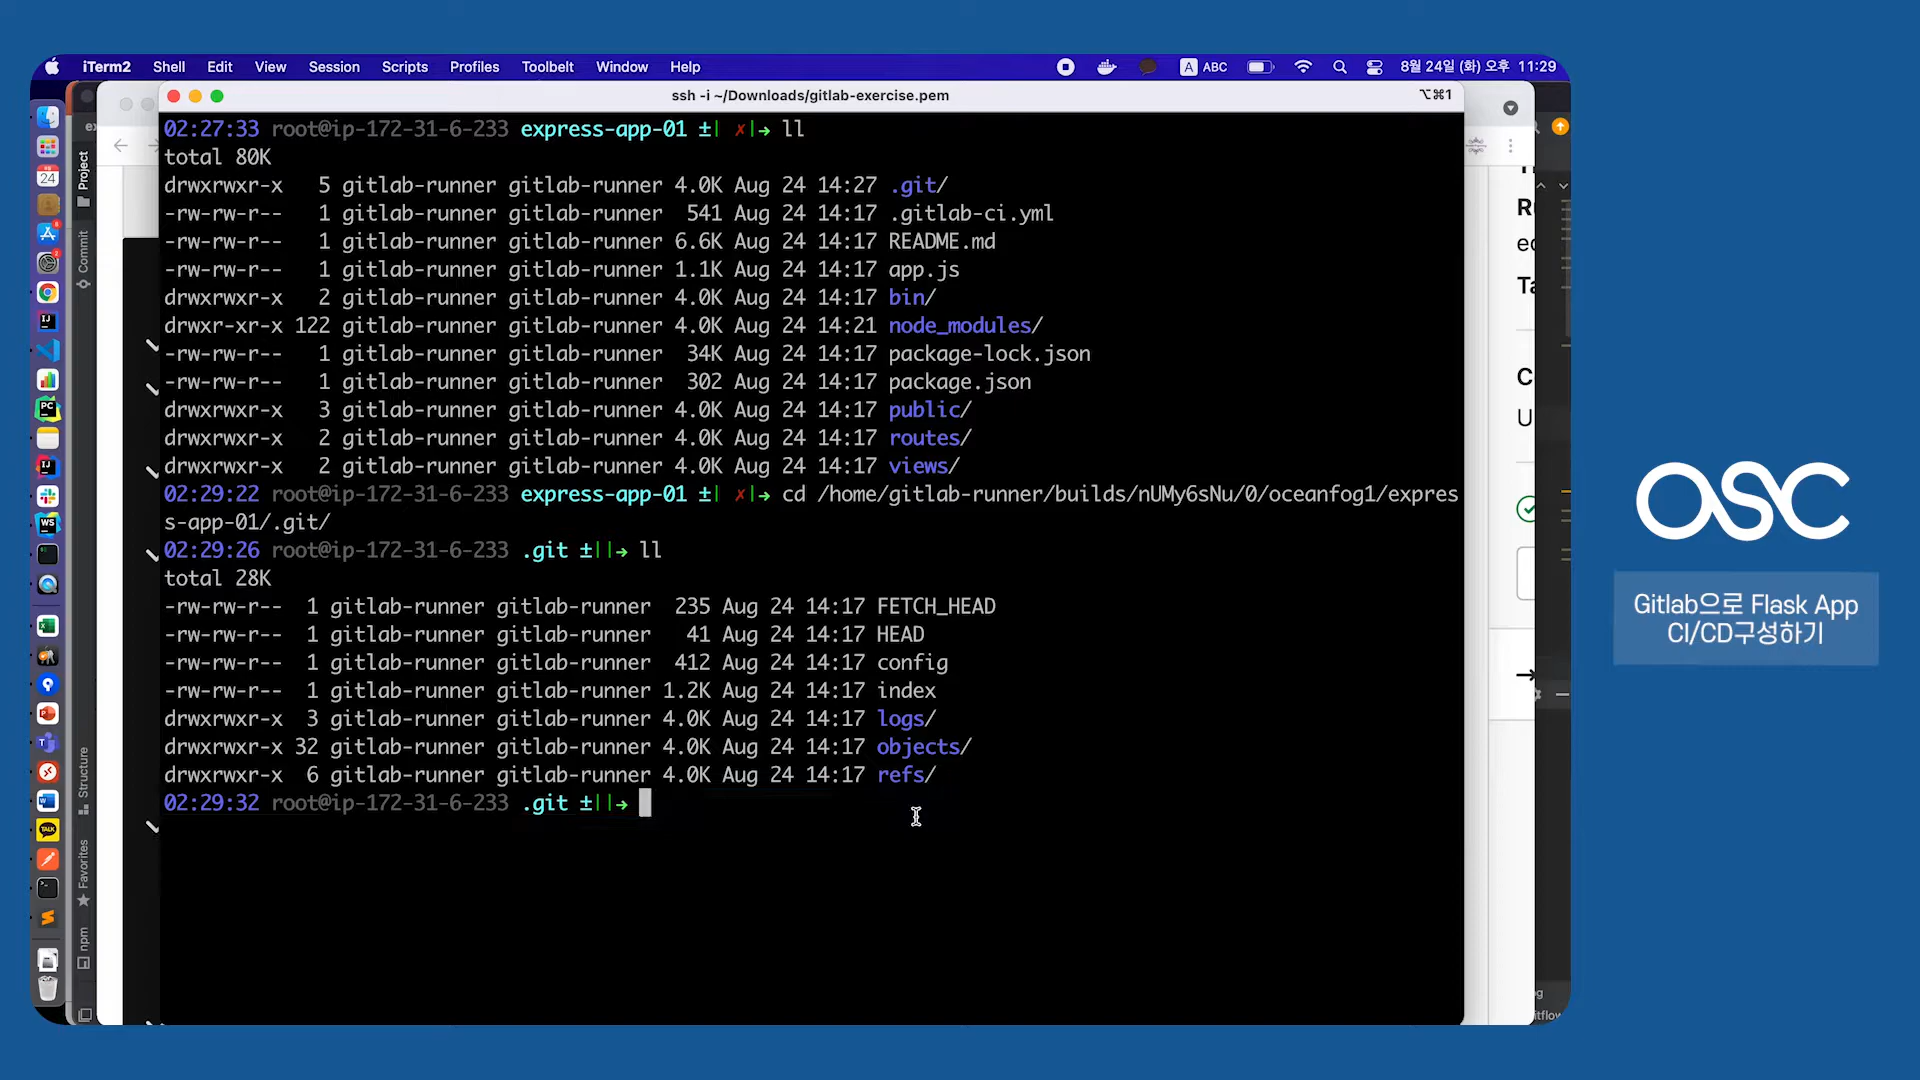 iTerm2 Shell Edit View Session Scripts Profiles Toolbelt Window Help
A ABC 8월 24일 (화) 오후 11:29
ssh -i ~/Downloads/gitlab-exercise.pem
⌥⌘1
02:27:33 root@ip-172-31-6-233 express-app-01 ±| ✗|→ ll
total 80K
drwxrwxr-x 5 gitlab-runner gitlab-runner 4.0K Aug 24 14:27 .git/
-rw-rw-r-- 1 gitlab-runner gitlab-runner 541 Aug 24 14:17 .gitlab-ci.yml
-rw-rw-r-- 1 gitlab-runner gitlab-runner 6.6K Aug 24 14:17 README.md
-rw-rw-r-- 1 gitlab-runner gitlab-runner 1.1K Aug 24 14:17 app.js
drwxrwxr-x 2 gitlab-runner gitlab-runner 4.0K Aug 24 14:17 bin/
drwxr-xr-x 122 gitlab-runner gitlab-runner 4.0K Aug 24 14:21 node_modules/
-rw-rw-r-- 1 gitlab-runner gitlab-runner 34K Aug 24 14:17 package-lock.json
-rw-rw-r-- 1 gitlab-runner gitlab-runner 302 Aug 24 14:17 package.json
drwxrwxr-x 3 gitlab-runner gitlab-runner 4.0K Aug 24 14:17 public/
drwxrwxr-x 2 gitlab-runner gitlab-runner 4.0K Aug 24 14:17 routes/
drwxrwxr-x 2 gitlab-runner gitlab-runner 4.0K Aug 24 14:17 views/
02:29:22 root@ip-172-31-6-233 express-app-01 ±| ✗|→ cd /home/gitlab-runner/builds/nUMy6sNu/0/oceanfog1/expres
s-app-01/.git/
02:29:26 root@ip-172-31-6-233 .git ±||→ ll
total 28K
-rw-rw-r-- 1 gitlab-runner gitlab-runner 235 Aug 24 14:17 FETCH_HEAD
-rw-rw-r-- 1 gitlab-runner gitlab-runner 41 Aug 24 14:17 HEAD
-rw-rw-r-- 1 gitlab-runner gitlab-runner 412 Aug 24 14:17 config
-rw-rw-r-- 1 gitlab-runner gitlab-runner 1.2K Aug 24 14:17 index
drwxrwxr-x 3 gitlab-runner gitlab-runner 4.0K Aug 24 14:17 logs/
drwxrwxr-x 32 gitlab-runner gitlab-runner 4.0K Aug 24 14:17 objects/
drwxrwxr-x 6 gitlab-runner gitlab-runner 4.0K Aug 24 14:17 refs/
02:29:32 root@ip-172-31-6-233 .git ±||→
Project
Commit
Structure
Favorites
npm
24
OSC
Gitlab으로 Flask App
CI/CD구성하기